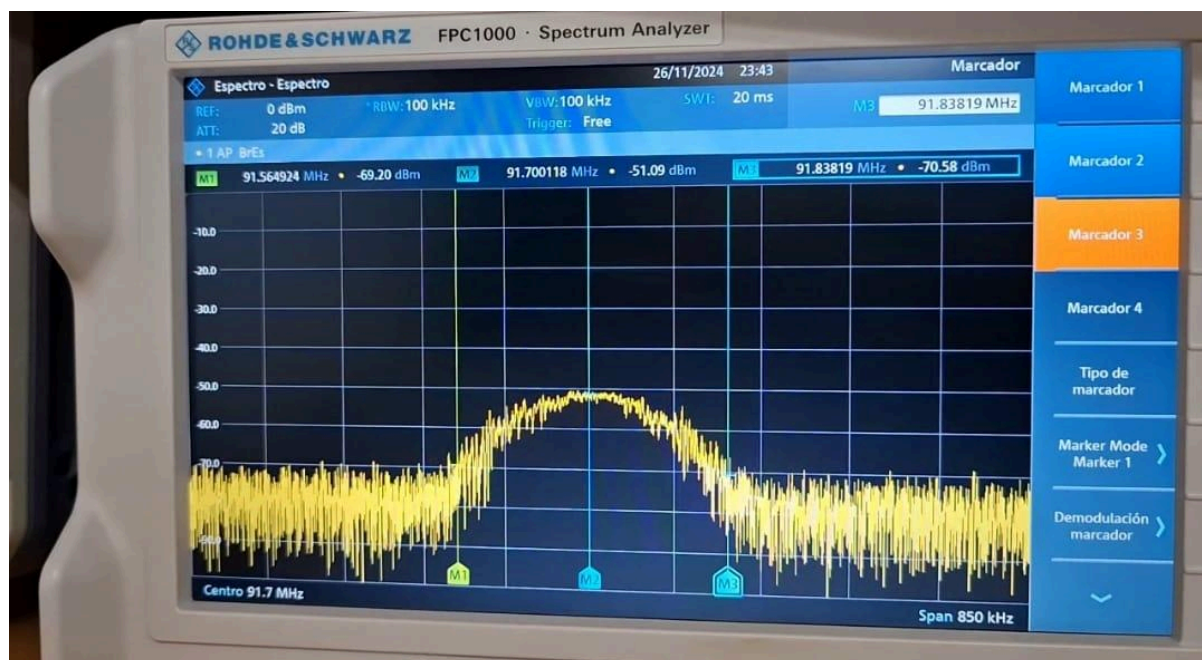 ROHDE&SCHWARZ FPC1000 · Spectrum Analyzer
Espectro - Espectro 26/11/2024 23:43 Marcador
REF: 0 dBm *RBW: 100 kHz VBW: 100 kHz SWT: 20 ms M3 91.83819 MHz
ATT: 20 dB Trigger: Free
• 1 AP BrEs
M1 91.564924 MHz • -69.20 dBm M2 91.700118 MHz • -51.09 dBm M3 91.83819 MHz • -70.58 dBm
-10.0
-20.0
-30.0
-40.0
-50.0
-60.0
-70.0
M1 M2 M3
Centro 91.7 MHz Span 850 kHz
Marcador 1
Marcador 2
Marcador 3
Marcador 4
Tipo de
marcador
Marker Mode
Marker 1
Demodulación
marcador